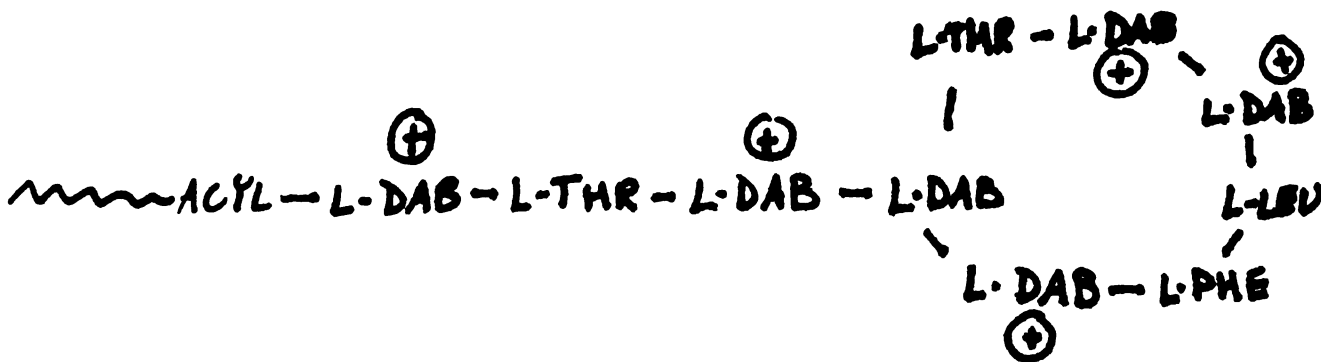 L·THR - L·DAB
⊕ ⊕
L·DAB
⊕ ⊕
ACYL - L-DAB - L-THR - L·DAB - L·DAB L-LEU
L·DAB - L·PHE
⊕